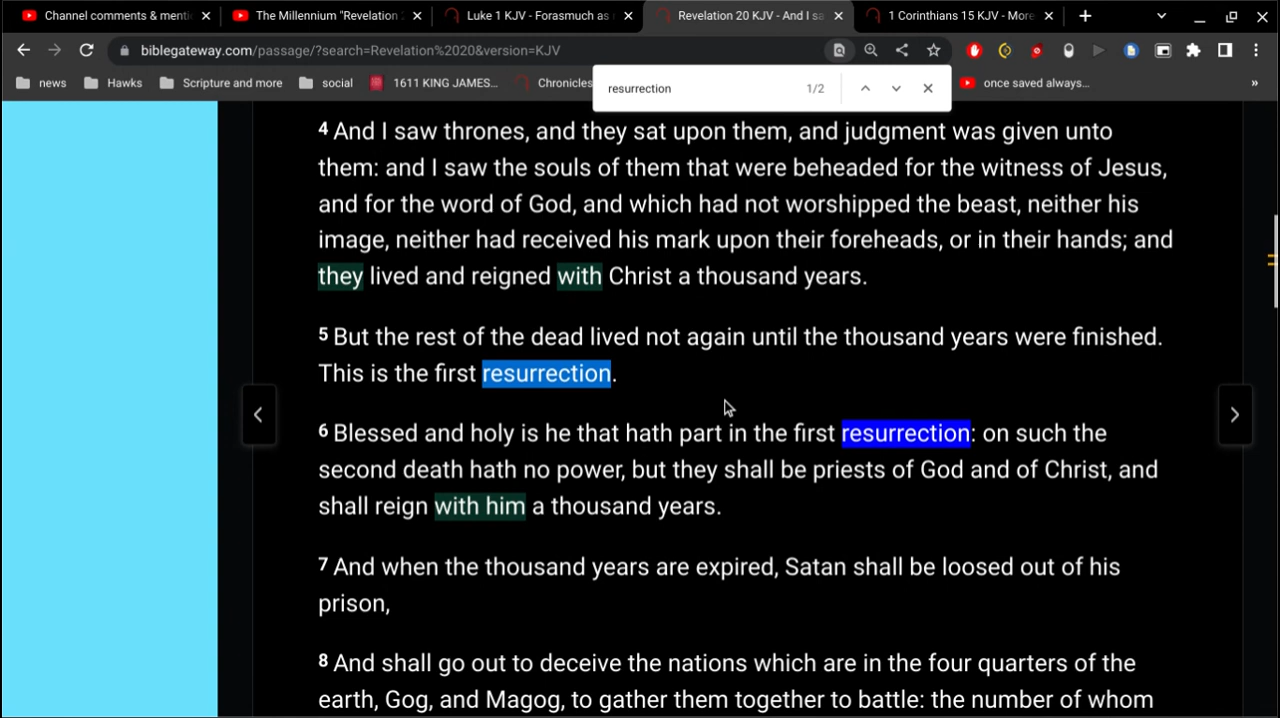 Channel comments & menti
The Millennium "Revelation
Luke 1 KJV - Forasmuch as
Revelation 20 KJV - And I sa
1 Corinthians 15 KJV - More
biblegateway.com/passage/?search=Revelation%2020&version=KJV
news
Hawks
Scripture and more
social
1611 KING JAMES...
Chronicles
once saved always...
»
resurrection 1/2
4 And I saw thrones, and they sat upon them, and judgment was given unto
them: and I saw the souls of them that were beheaded for the witness of Jesus,
and for the word of God, and which had not worshipped the beast, neither his
image, neither had received his mark upon their foreheads, or in their hands; and
they lived and reigned with Christ a thousand years.
5 But the rest of the dead lived not again until the thousand years were finished.
This is the first resurrection.
6 Blessed and holy is he that hath part in the first resurrection: on such the
second death hath no power, but they shall be priests of God and of Christ, and
shall reign with him a thousand years.
7 And when the thousand years are expired, Satan shall be loosed out of his
prison,
8 And shall go out to deceive the nations which are in the four quarters of the
earth, Gog, and Magog, to gather them together to battle: the number of whom